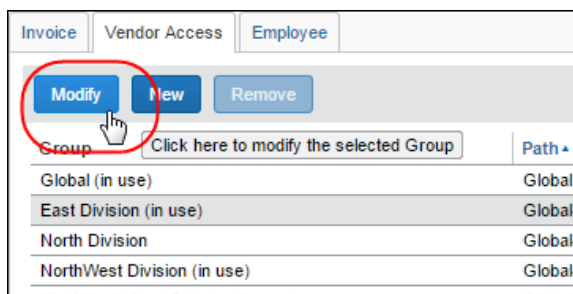 Invoice Vendor Access Employee
Modify New Remove
Click here to modify the selected Group
Group Path
Global (in use) Global
East Division (in use) Global
North Division Global
NorthWest Division (in use) Global